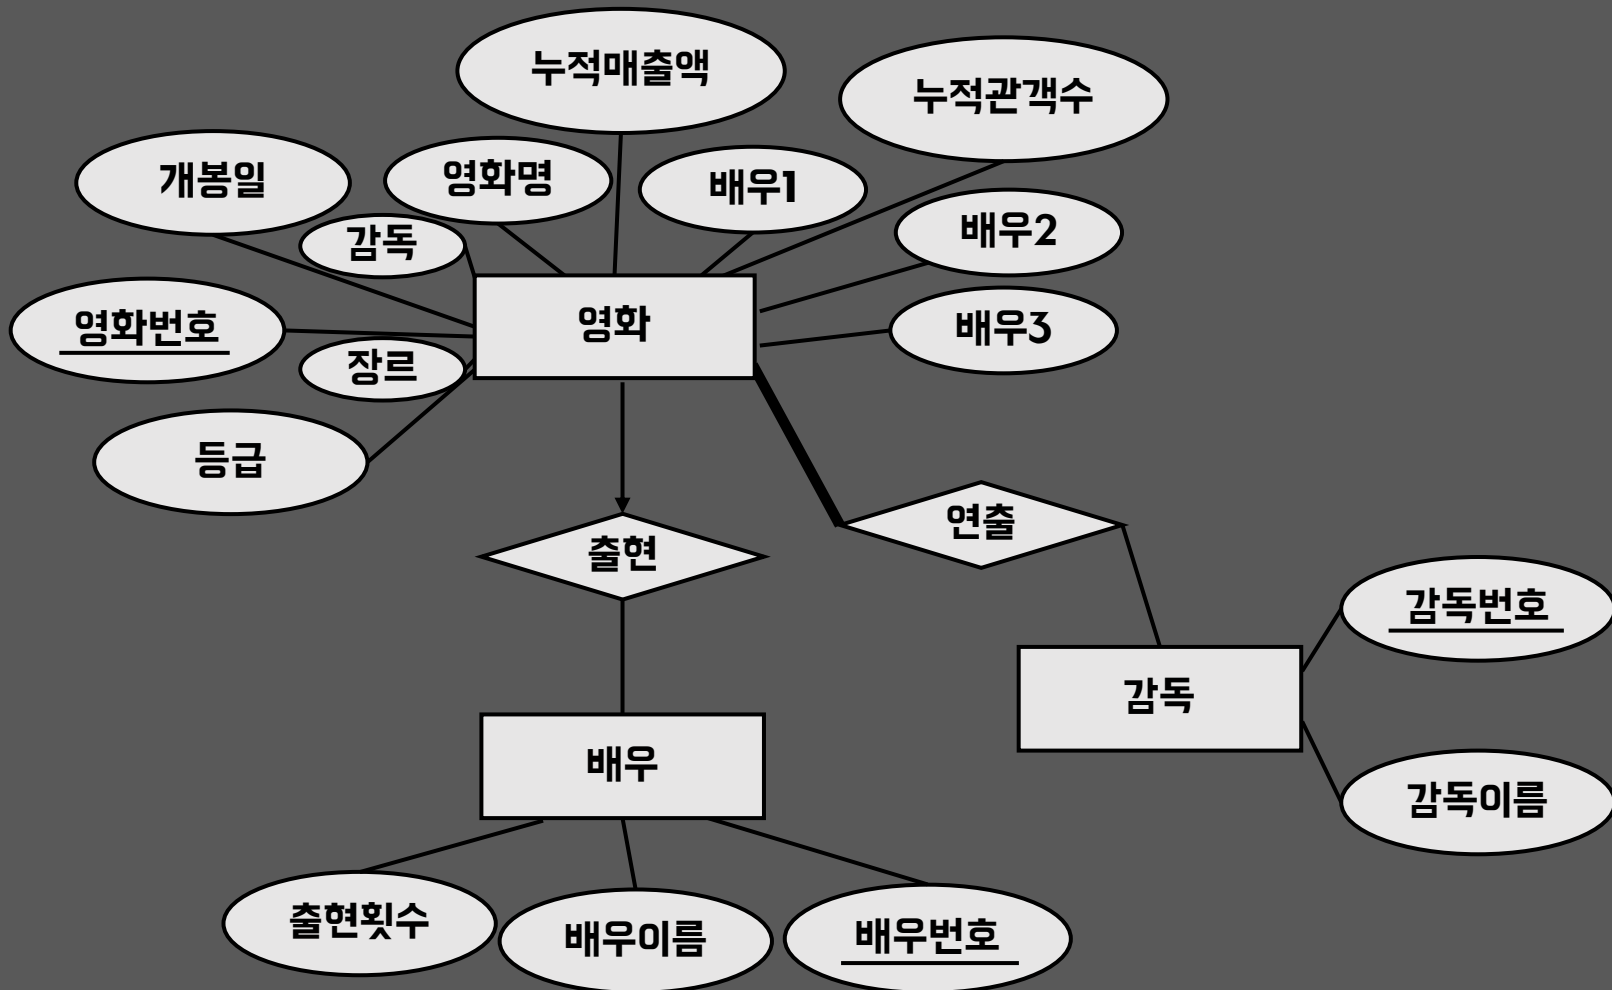 누적매출액
누적관객수
개봉일
영화명
배우1
배우2
감독
영화번호
영화
배우3
장르
등급
출현
연출
감독번호
감독
배우
감독이름
출현횟수
배우이름
배우번호